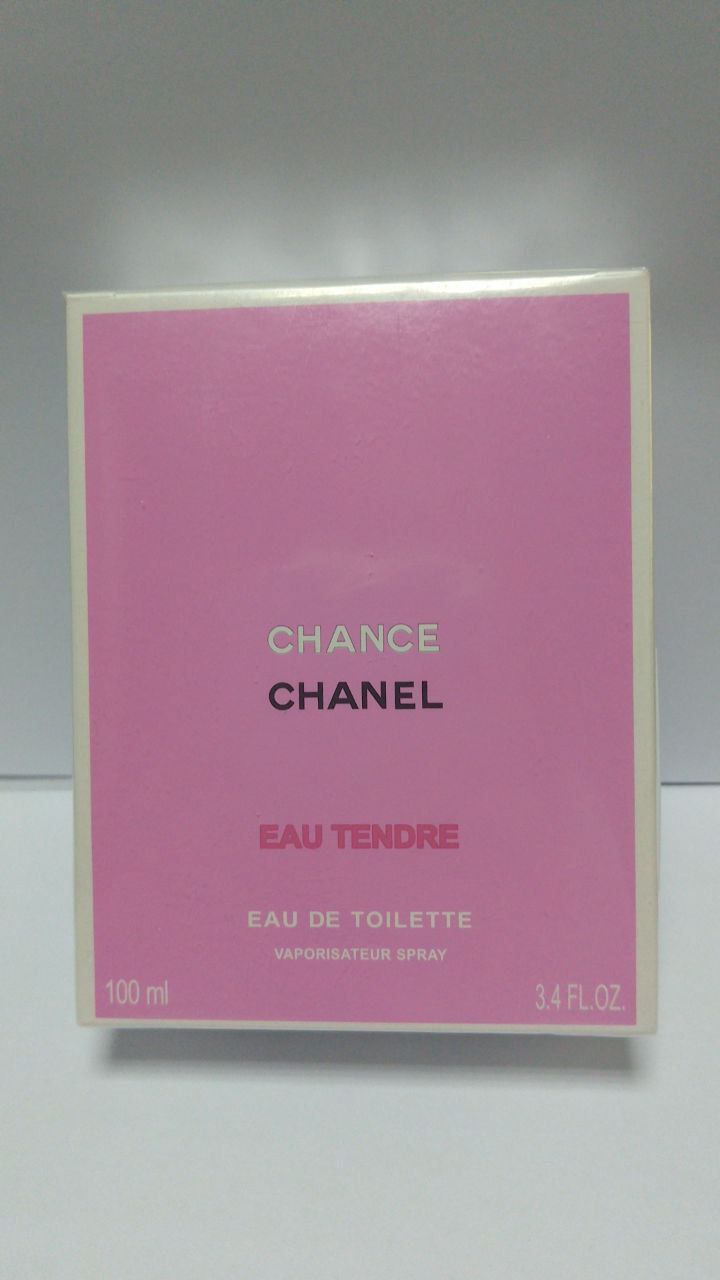 CHANCE
CHANEL
EAU TENDRE
EAU DE TOILETTE
VAPORISATEUR SPRAY
100 ml 3.4 FL.OZ.